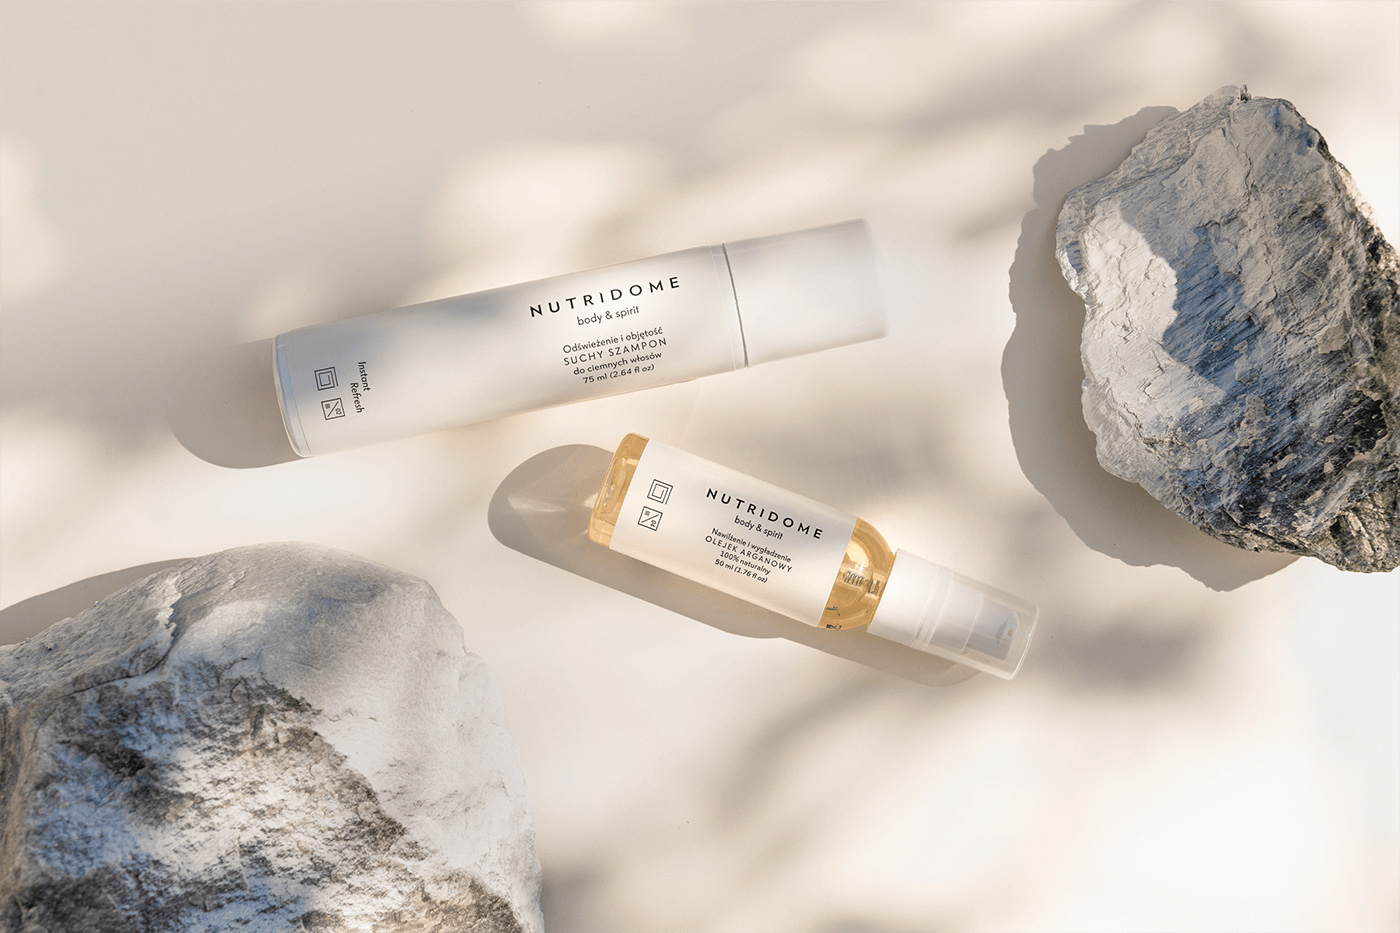 NUTRIDOME
body & spirit
Odświeżenie i objętość
SUCHY SZAMPON
do ciemnych włosów
75 ml (2.64 fl oz)
Instant
Refresh
NUTRIDOME
body & spirit
Nawilżenie i wygładzenie
OLEJEK ARGANOWY
100% naturalny
50 ml (1.76 fl oz)